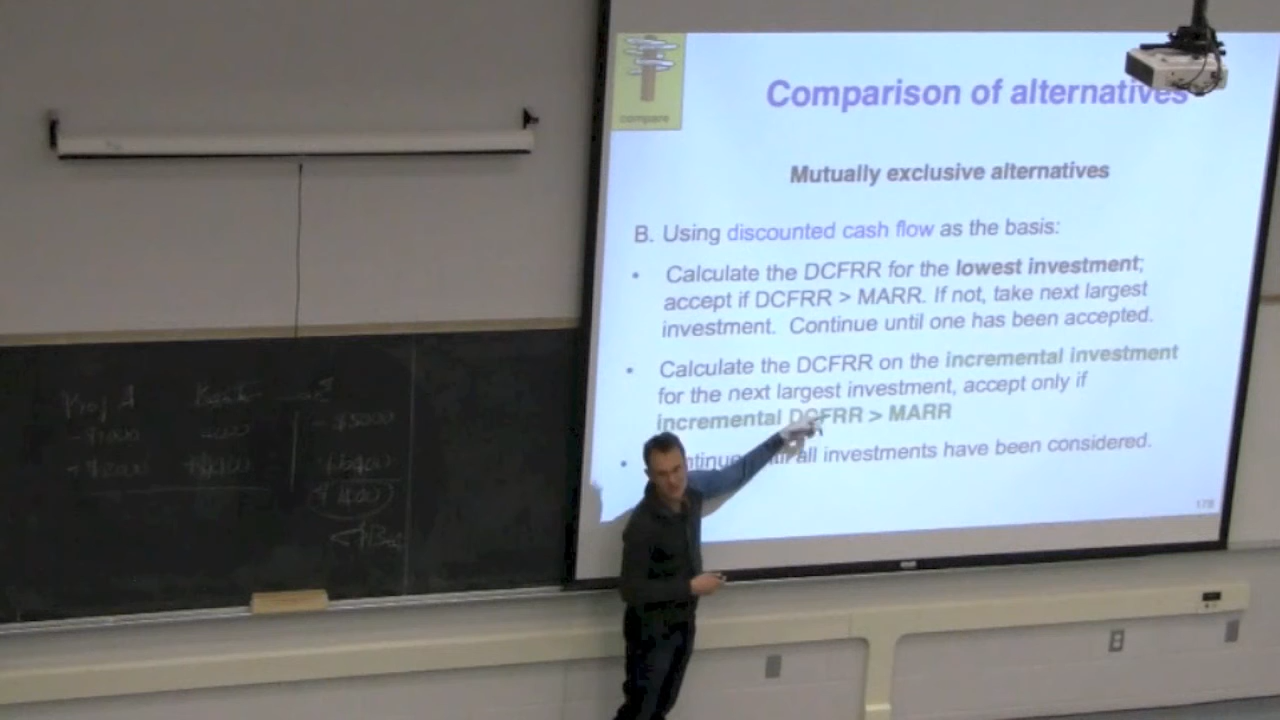 compare
Comparison of alternatives
Mutually exclusive alternatives
B. Using discounted cash flow as the basis:
• Calculate the DCFRR for the lowest investment;
accept if DCFRR > MARR. If not, take next largest
investment. Continue until one has been accepted.
• Calculate the DCFRR on the incremental investment
for the next largest investment, accept only if
incremental DCFRR > MARR
• all investments have been considered.
Proj A